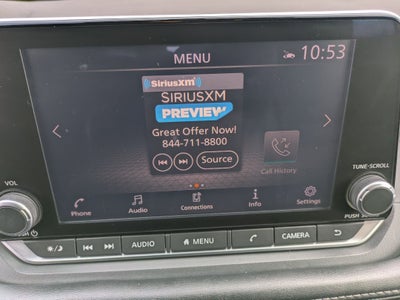 MENU
10:53
SiriusXM
SIRIUSXM
PREVIEW
Great Offer Now!
844-711-8800
Source
Call History
TUNE•SCROLL
VOL
Phone
Audio
Connections
Info
Settings
AUDIO
MENU
CAMERA